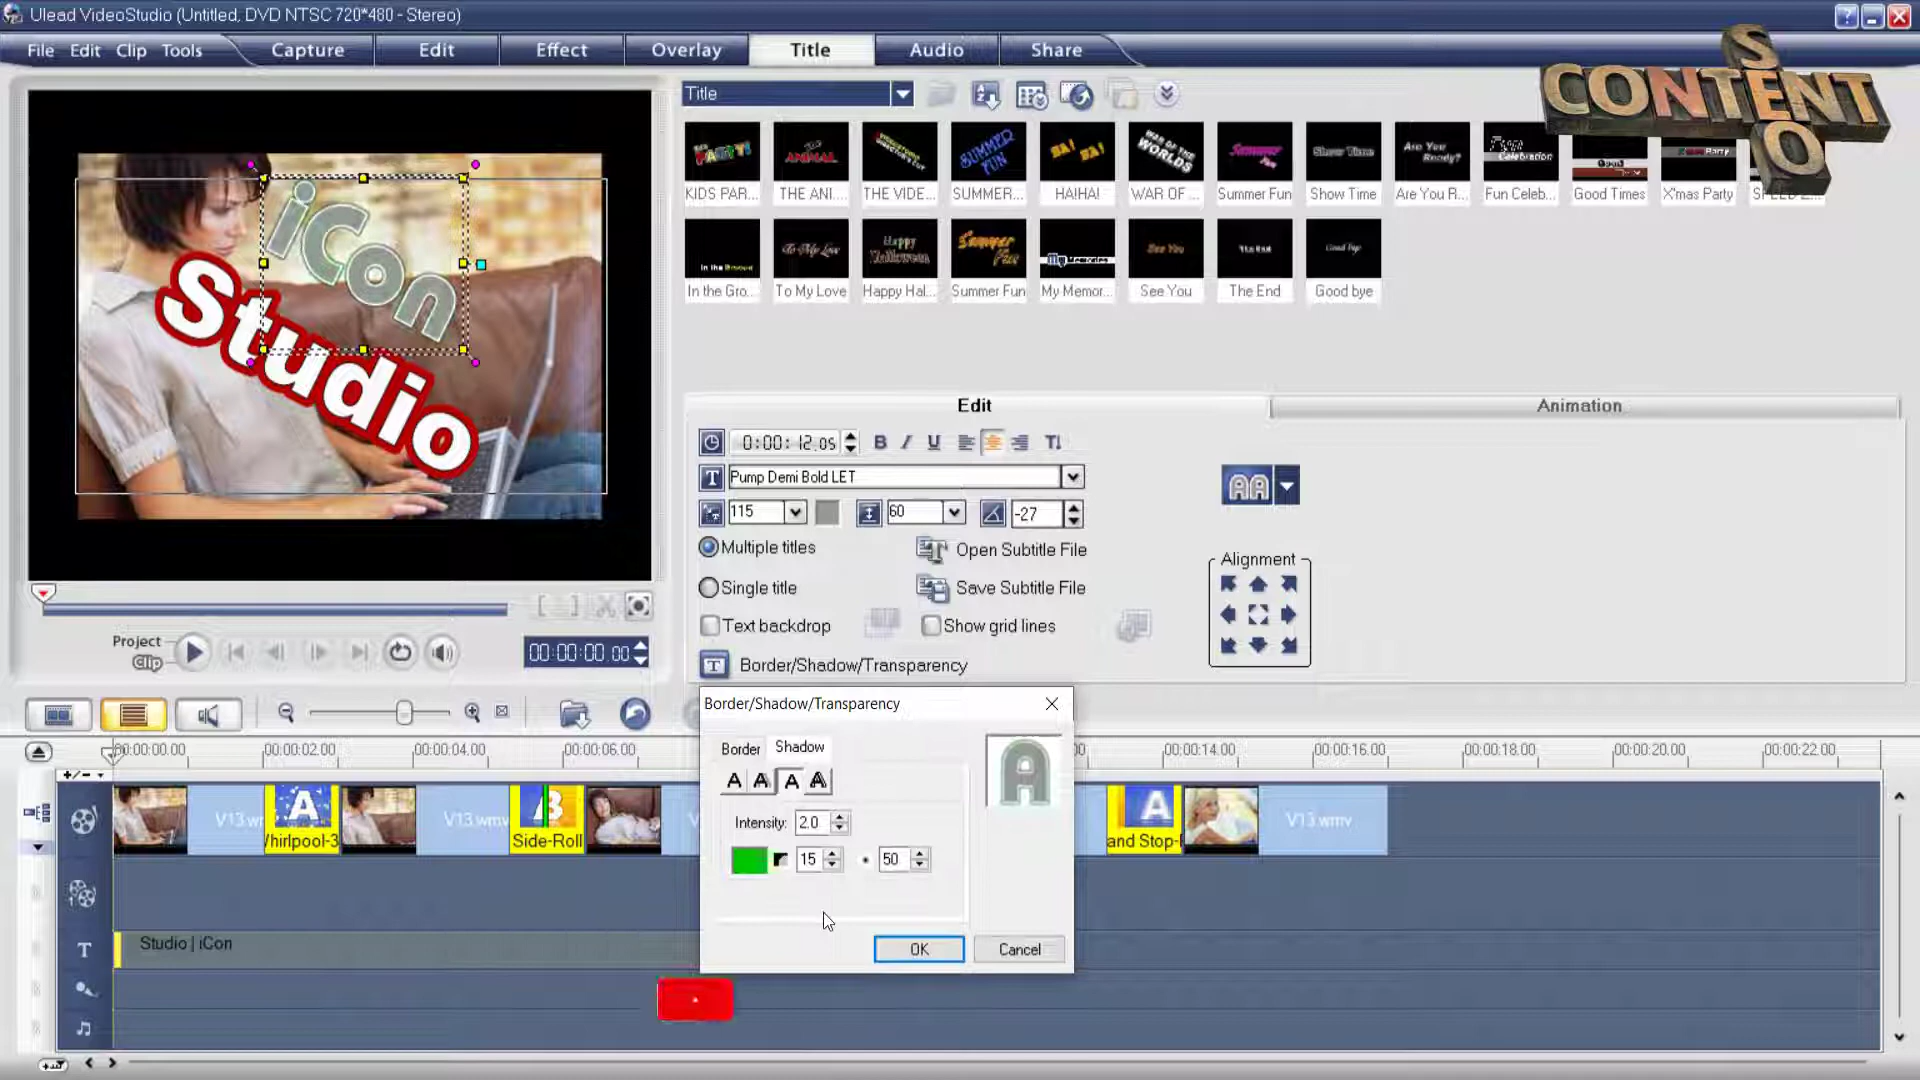 Ulead VideoStudio (Untitled, DVD NTSC 720*480 - Stereo)
File Edit Clip Tools Capture Edit Effect Overlay Title Audio Share
CONTENT
SEO
Title
KIDS PAR... THE ANI... THE VIDE... SUMMER... HAIHA! WAR OF ... Summer Fun Show Time Are You R... Fun Celeb... Good Times X'mas Party
In the Gro... To My Love Happy Hal... Summer Fun My Memor... See You The End Good bye
iCon
Studio
Edit Animation
0:00:12.05 B I U
Pump Demi Bold LET
115 60 -27
Multiple titles Open Subtitle File
Single title Save Subtitle File
Text backdrop Show grid lines
Border/Shadow/Transparency
Alignment
Project
Clip
00:00:00.00
Border/Shadow/Transparency
Border Shadow
A A A A
Intensity: 2.0
15 50
OK Cancel
00:00:00.00 00:00:02.00 00:00:04.00 00:00:06.00 00:00:14.00 00:00:16.00 00:00:18.00 00:00:20.00 00:00:22.00
V13.wmv V13.wmv V13.wmv
Side-Roll
Studio | iCon